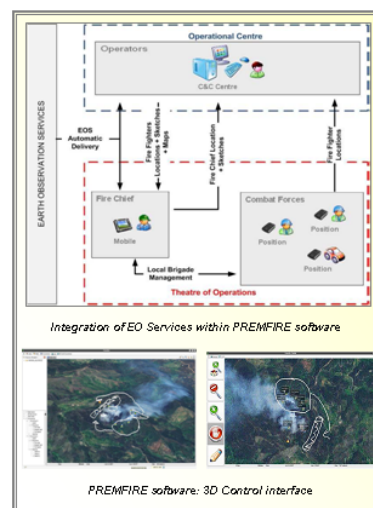 Operational Centre
Operators
C&C Centre
EARTH OBSERVATION SERVICES
EOS
Automatic
Delivery
Fire Fighters
Locations + Sketches
+ Maps
Fire Chief Location
+ Sketches
Fire Fighter
Locations
Fire Chief
Mobile
Combat Forces
Position
Position
Position
Local Brigade
Management
Theatre of Operations
Integration of EO Services within PREMFIRE software
PREMFIRE software: 3D Control interface